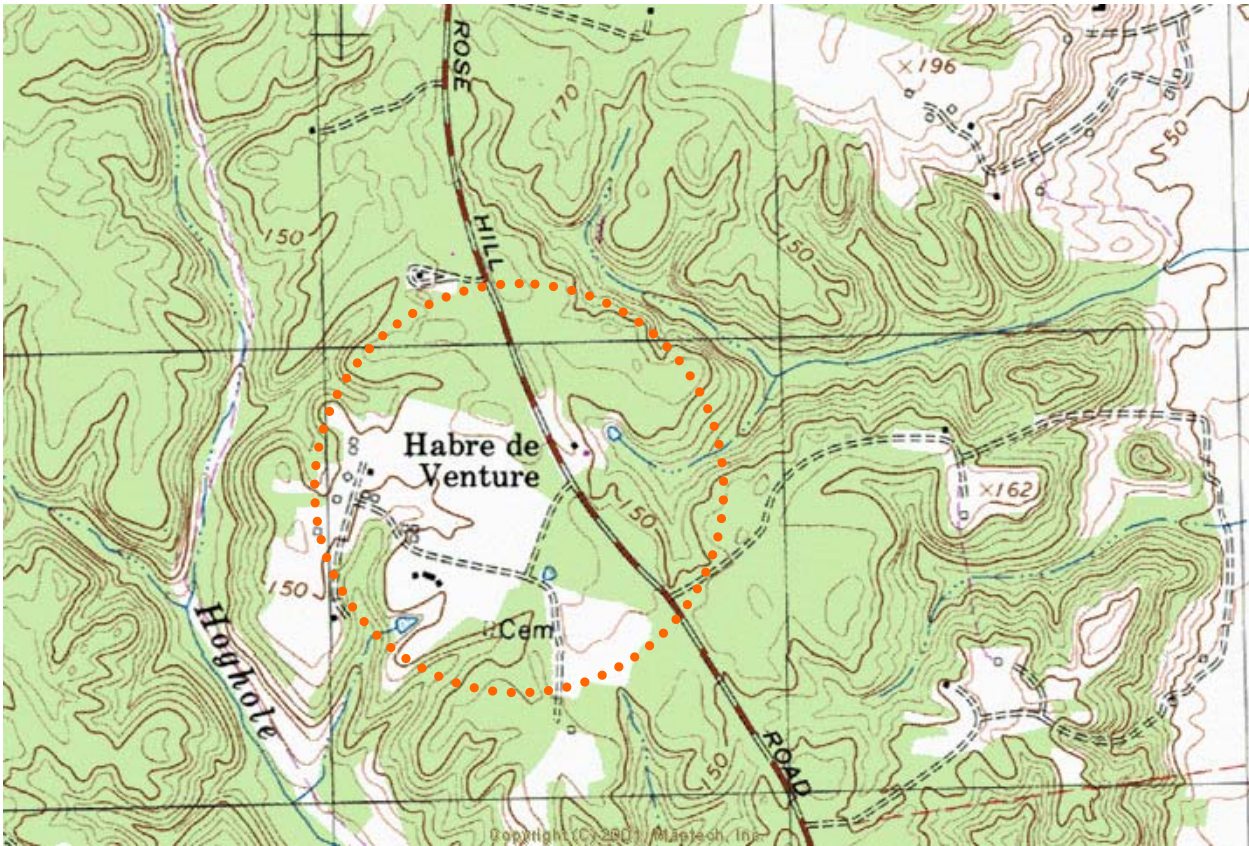 ROSE
×196
170
50
150
HILL
150
Habre de
Venture
150
×162
150
Hoghole
Cem
150
ROAD
Copyright (C) 2001, Maptech, Inc.